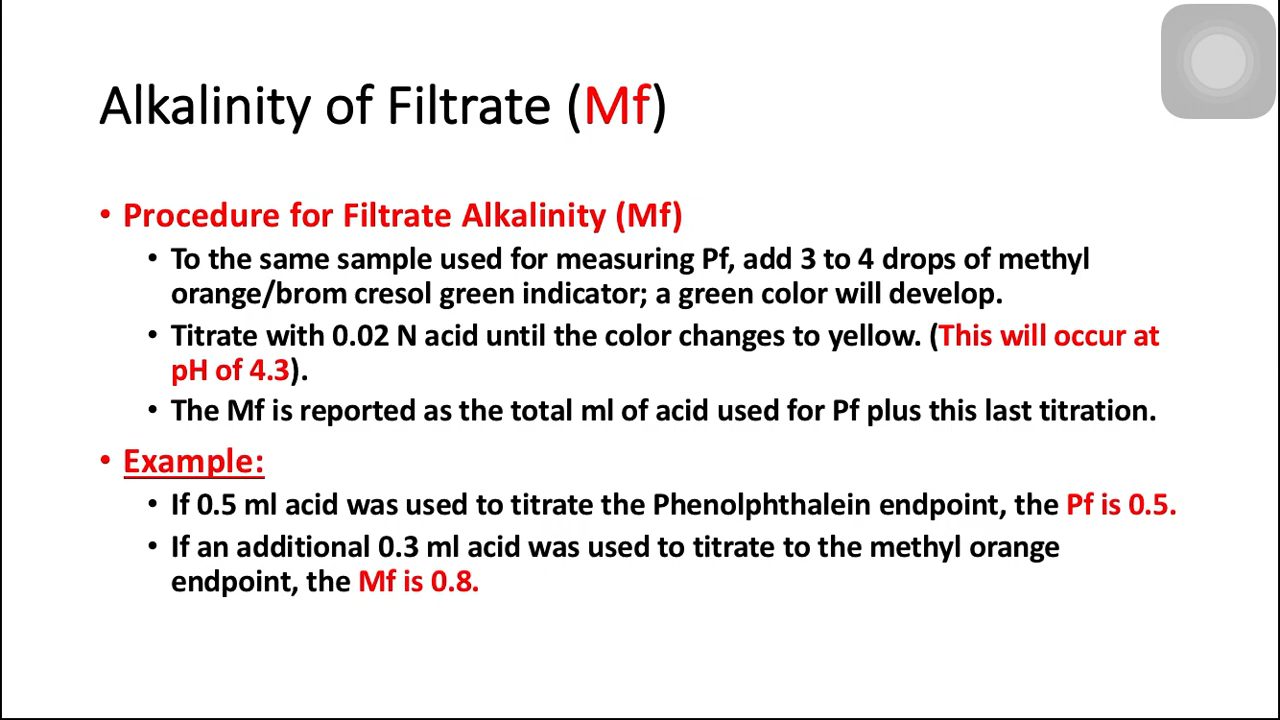 Alkalinity of Filtrate (Mf)
• Procedure for Filtrate Alkalinity (Mf)
• To the same sample used for measuring Pf, add 3 to 4 drops of methyl
orange/brom cresol green indicator; a green color will develop.
• Titrate with 0.02 N acid until the color changes to yellow. (This will occur at
pH of 4.3).
• The Mf is reported as the total ml of acid used for Pf plus this last titration.
• Example:
• If 0.5 ml acid was used to titrate the Phenolphthalein endpoint, the Pf is 0.5.
• If an additional 0.3 ml acid was used to titrate to the methyl orange
endpoint, the Mf is 0.8.